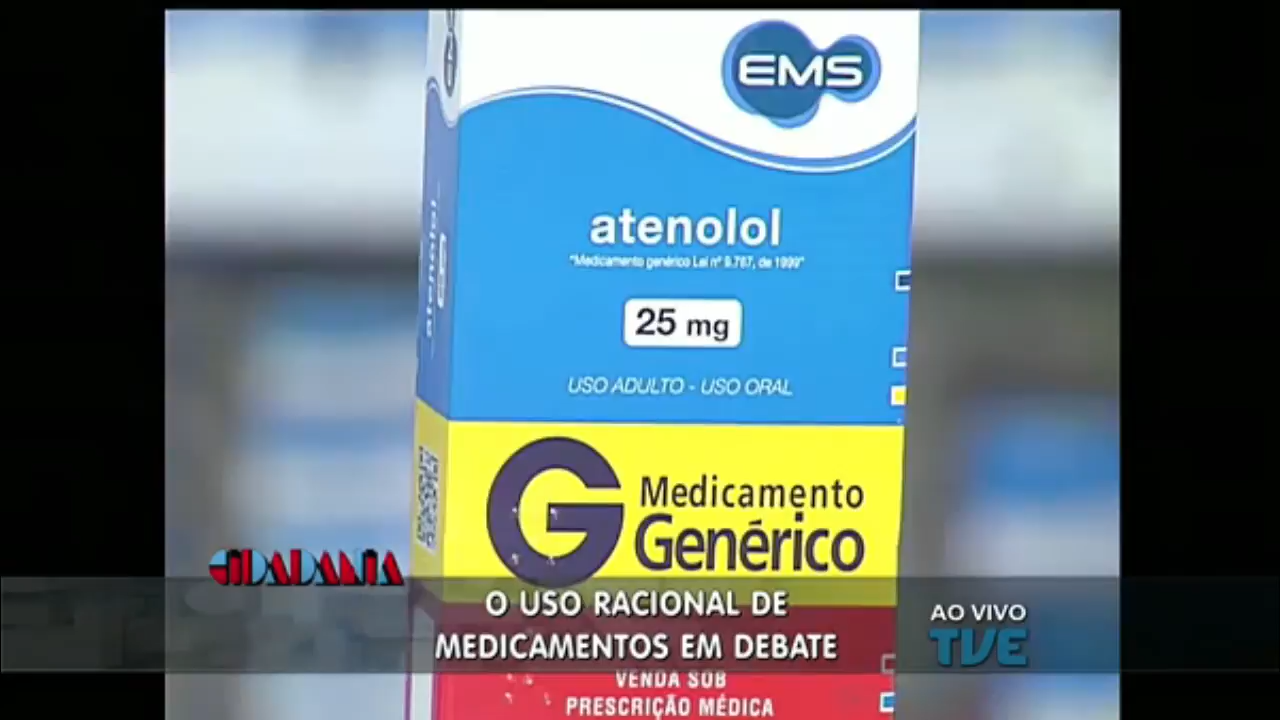 EMS
atenolol
"Medicamento genérico Lei nº 9.787, de 1999"
25 mg
USO ADULTO - USO ORAL
atenolol
G
Medicamento
Genérico
CIDADANIA
O USO RACIONAL DE
MEDICAMENTOS EM DEBATE
AO VIVO
TVE
VENDA SOB
PRESCRIÇÃO MÉDICA